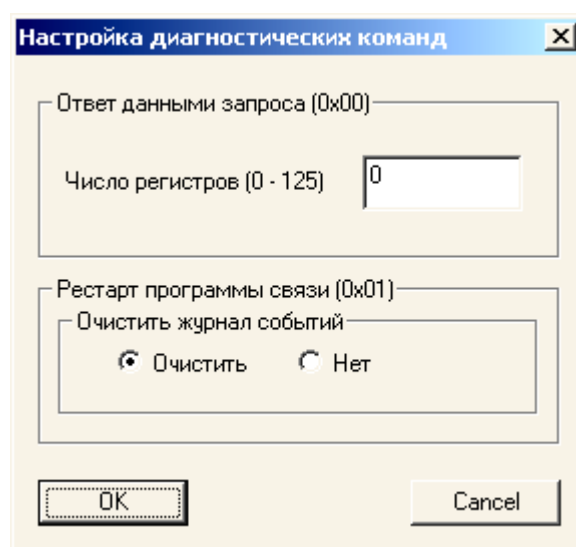 Настройка диагностических команд
Ответ данными запроса (0x00)
Число регистров (0 - 125) 0
Рестарт программы связи (0x01)
Очистить журнал событий
Очистить Нет
OK Cancel